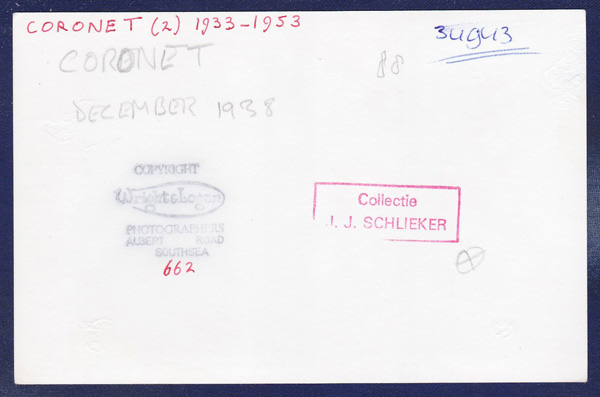 CORONET (2) 1933-1953
34943
CORONET
88
DECEMBER 1938
COPYRIGHT
Wright & Logan
PHOTOGRAPHERS
ALBERT ROAD
SOUTHSEA
662
Collectie
J. J. SCHLIEKER